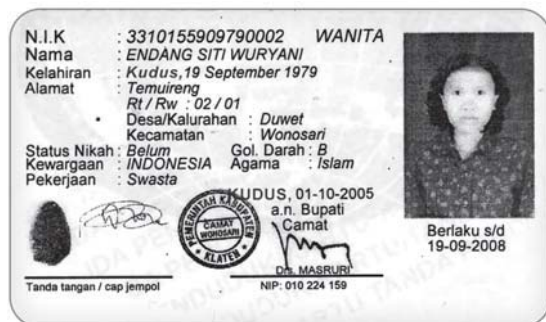 N.I.K : 3310155909790002 WANITA
Nama : ENDANG SITI WURYANI
Kelahiran : Kudus,19 September 1979
Alamat : Temuireng
Rt / Rw : 02 / 01
Desa/Kalurahan : Duwet
Kecamatan : Wonosari
Status Nikah : Belum Gol. Darah : B
Kewargaan : INDONESIA Agama : Islam
Pekerjaan : Swasta
KUDUS, 01-10-2005
a.n. Bupati
Camat
PEMERINTAH KABUPATEN
CAMAT
WONOSARI
KLATEN
Drs. MASRURI
NIP: 010 224 159
Tanda tangan / cap jempol
Berlaku s/d
19-09-2008